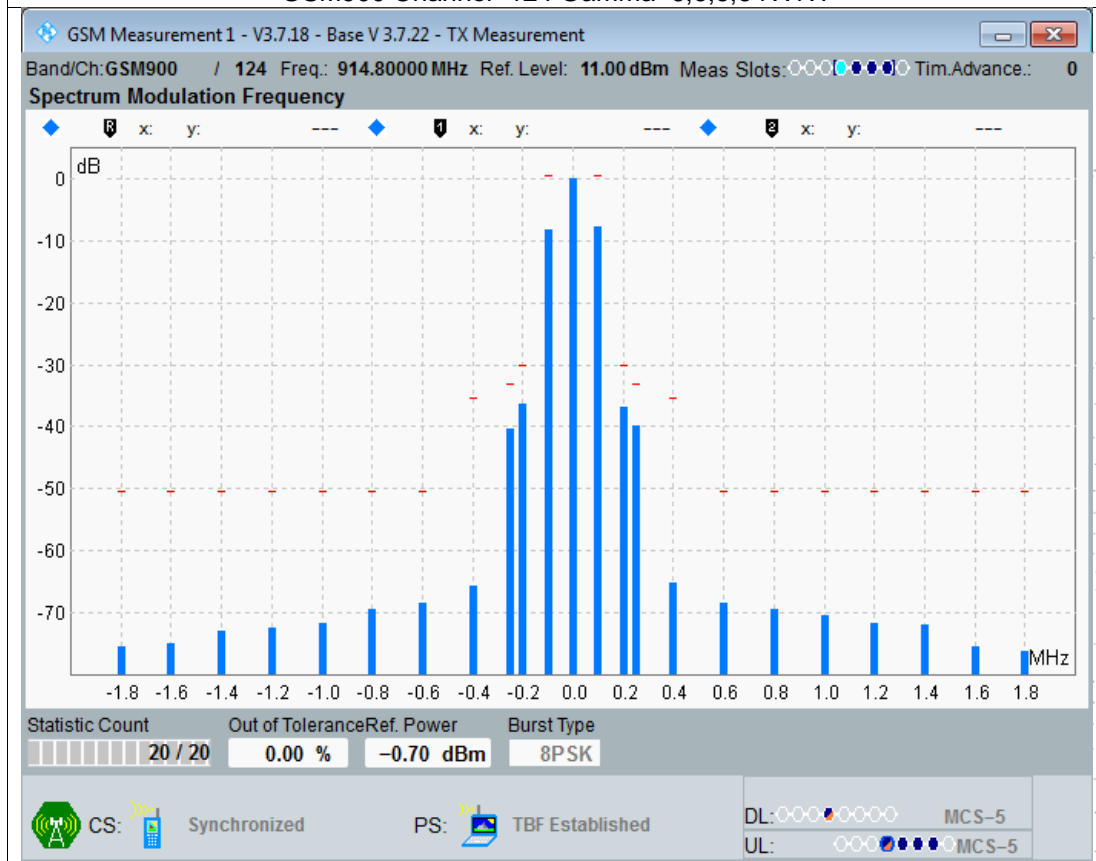 GSM Measurement 1 - V3.7.18 - Base V 3.7.22 - TX Measurement
Band/Ch:GSM900 / 124 Freq.: 914.80000 MHz Ref. Level: 11.00 dBm Meas Slots: Tim.Advance.: 0
Spectrum Modulation Frequency
R x: y: --- 1 x: y: --- 2 x: y: ---
dB
0
-10
-20
-30
-40
-50
-60
-70
MHz
-1.8 -1.6 -1.4 -1.2 -1.0 -0.8 -0.6 -0.4 -0.2 0.0 0.2 0.4 0.6 0.8 1.0 1.2 1.4 1.6 1.8
Statistic Count Out of Tolerance Ref. Power Burst Type
20 / 20 0.00 % −0.70 dBm 8PSK
CS: Synchronized PS: TBF Established
DL: MCS−5
UL: MCS−5